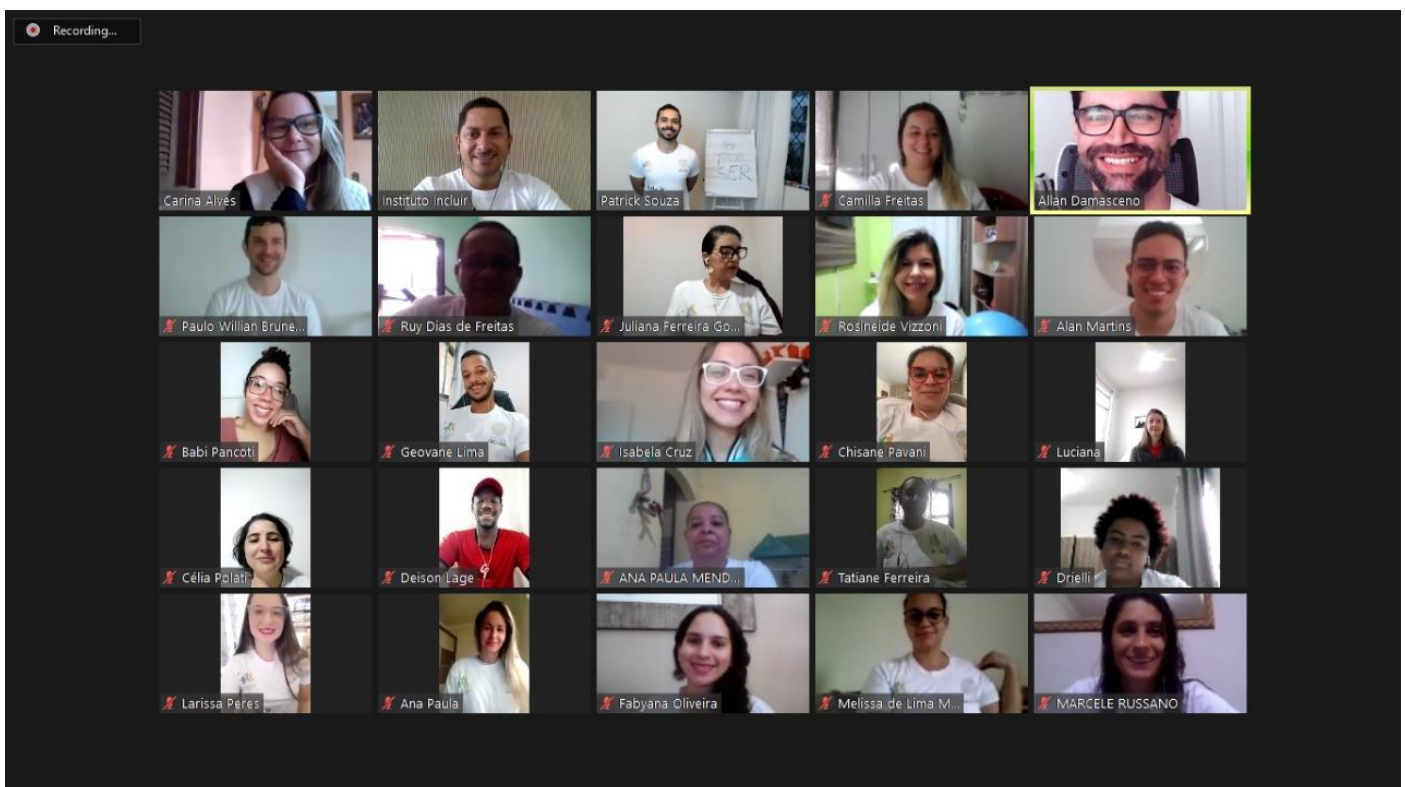 Recording...
Carina Alves
Instituto Incluir
Patrick Souza
SER
Camilla Freitas
Allan Damasceno
Paulo Willian Brune...
Ruy Dias de Freitas
Juliana Ferreira Go...
Rosineide Vizzoni
Alan Martins
Babi Pancoti
Geovane Lima
Isabela Cruz
Chisane Pavani
Luciana
Célia Polati
Deison Lage
ANA PAULA MEND...
Tatiane Ferreira
Drielli
Larissa Peres
Ana Paula
Fabyana Oliveira
Melissa de Lima M...
MARCELE RUSSANO